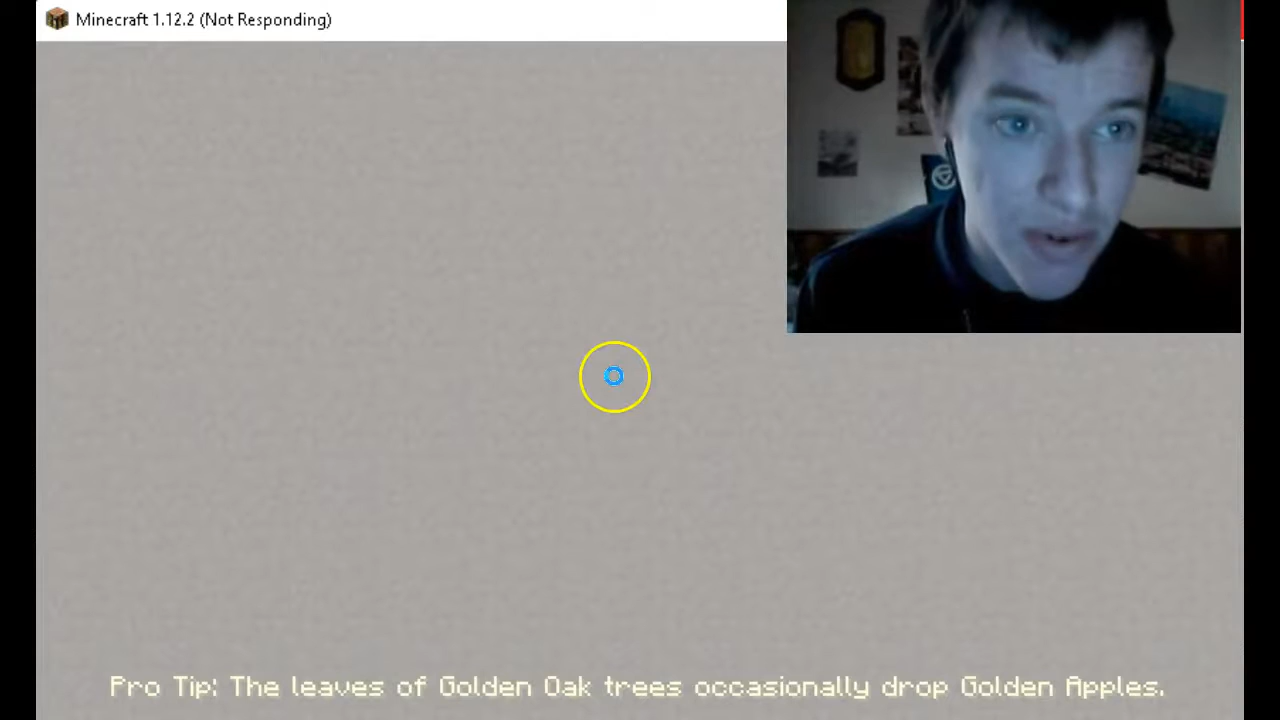 Minecraft 1.12.2 (Not Responding)
Pro Tip: The leaves of Golden Oak trees occasionally drop Golden Apples.